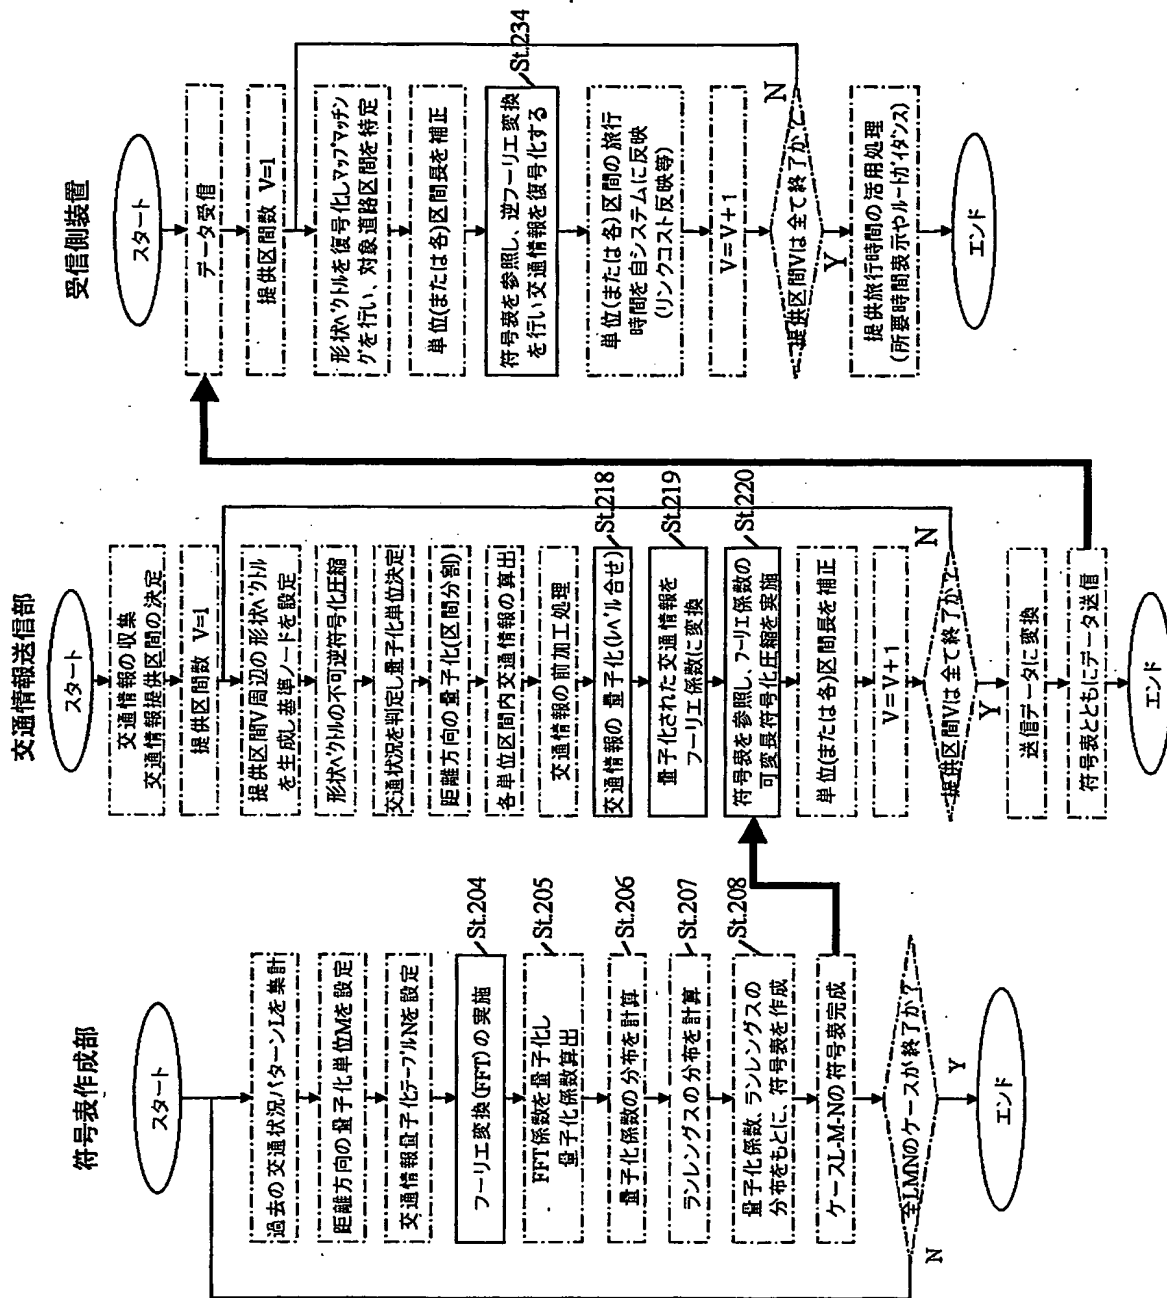 符号表作成部
スタート
過去の交通状況パターンLを集計
距離方向の量子化単位Mを設定
交通情報量子化テーブルNを設定
フーリエ変換(FFT)の実施
St.204
FFT係数を量子化し
量子化係数算出
St.205
量子化係数の分布を計算
St.206
ランレングスの分布を計算
St.207
量子化係数、ランレングスの
分布をもとに、符号表を作成
St.208
ケースL-M-Nの符号表完成
全LMNのケースが終了か?
N
Y
エンド
交通情報送信部
スタート
交通情報の収集
交通情報提供区間の決定
提供区間数 V=1
提供区間V周辺の形状ベクトル
を生成し基準ノードを設定
形状ベクトルの不可逆符号化圧縮
交通状況を判定し量子化単位決定
距離方向の量子化(区間分割)
各単位区間内交通情報の算出
交通情報の前加工処理
交通情報の 量子化(レベル合せ)
St.218
量子化された交通情報を
フーリエ係数に変換
St.219
符号表を参照し、フーリエ係数の
可変長符号化圧縮を実施
St.220
単位(または各)区間長を補正
V=V+1
提供区間Vは全て終了か?
N
Y
送信データに変換
符号表とともにデータ送信
エンド
受信側装置
スタート
データ受信
提供区間数 V=1
形状ベクトルを復号化しマップマッチン
グを行い、対象道路区間を特定
単位(または各)区間長を補正
符号表を参照し、逆フーリエ変換
を行い交通情報を復号化する
St.234
単位(または各)区間の旅行
時間を自システムに反映
(リンクコスト反映等)
V=V+1
提供区間Vは全て終了か?
N
Y
提供旅行時間の活用処理
(所要時間表示やルートガイダンス)
エンド